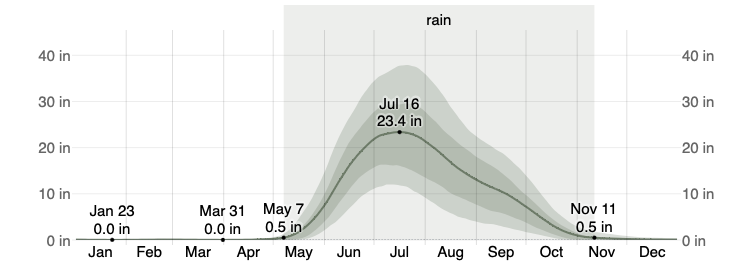 rain
40 in 40 in
30 in 30 in
Jul 16
23.4 in
20 in 20 in
10 in 10 in
Jan 23 Mar 31 May 7 Nov 11
0.0 in 0.0 in 0.5 in 0.5 in
0 in 0 in
Jan Feb Mar Apr May Jun Jul Aug Sep Oct Nov Dec